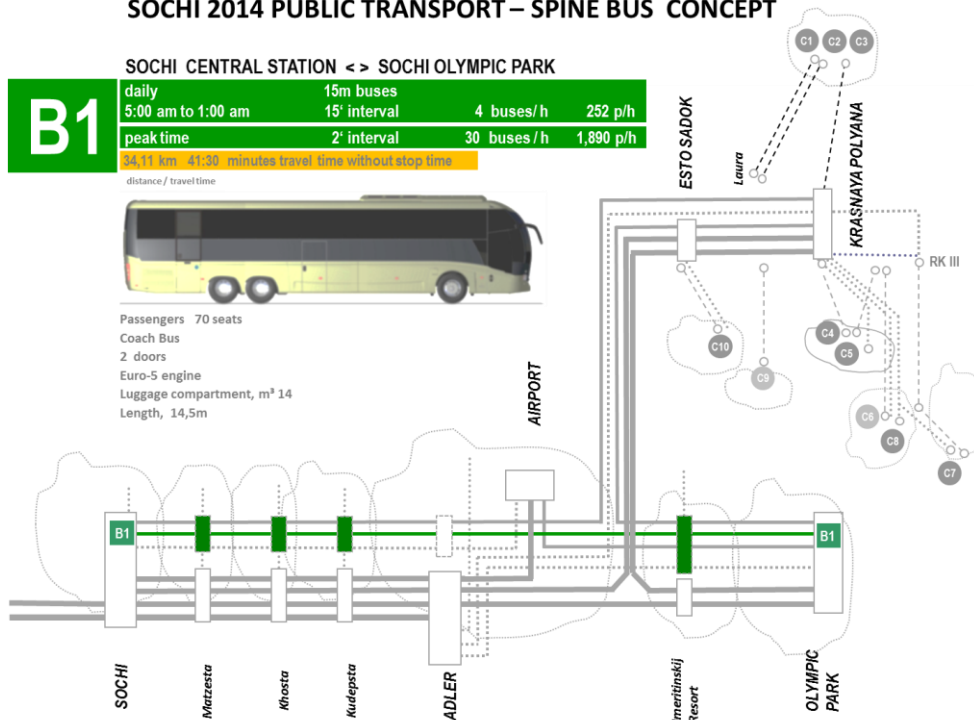 SOCHI 2014 PUBLIC TRANSPORT – SPINE BUS CONCEPT
SOCHI CENTRAL STATION < > SOCHI OLYMPIC PARK
B1
daily 15m buses
5:00 am to 1:00 am 15‘ interval 4 buses/ h 252 p/h
peak time 2‘ interval 30 buses/ h 1,890 p/h
34,11 km 41:30 minutes travel time without stop time
distance / travel time
Passengers 70 seats
Coach Bus
2 doors
Euro-5 engine
Luggage compartment, m³ 14
Length, 14,5m
C1 C2 C3
ESTO SADOK
Laura
KRASNAYA POLYANA
RK III
C4
C5
C10
C9
C6
C8
C7
AIRPORT
B1
B1
SOCHI
Matzesta
Khosta
Kudepsta
ADLER
Imeritinskij
Resort
OLYMPIC
PARK